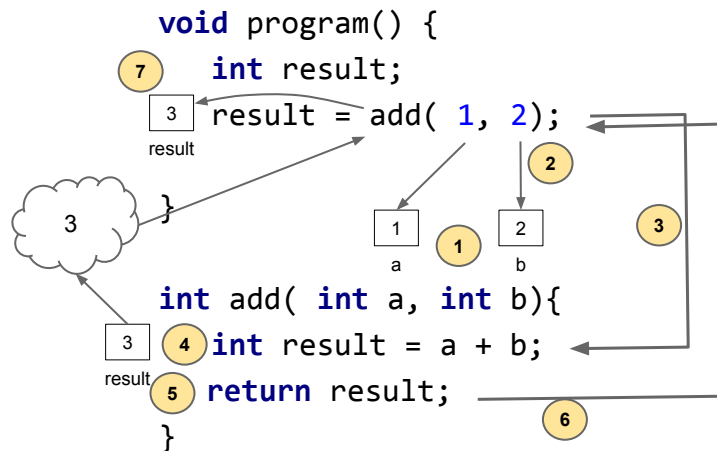 void program() {
7
int result;
3
result = add( 1, 2);
result
2
}
3
1
2
3
1
a
b
int add( int a, int b){
3
4
int result = a + b;
result
5
return result;
6
}